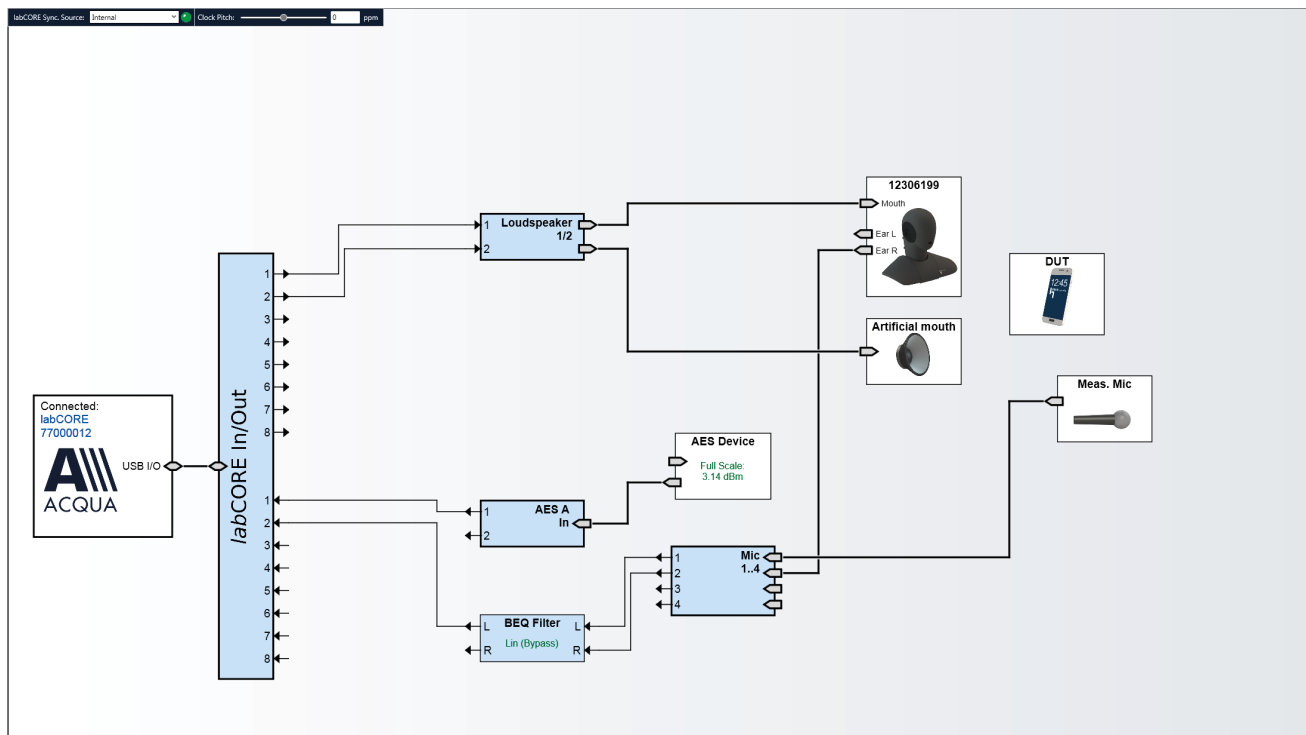 labCORE Sync. Source: Internal Clock Pitch: 0 ppm
12306199
Mouth
Ear L
Ear R
Loudspeaker
1/2
1
2
DUT
12:45
Artificial mouth
Meas. Mic
labCORE In/Out
1
2
3
4
5
6
7
8
1
2
3
4
5
6
7
8
Connected:
labCORE
77000012
USB I/O
ACQUA
AES Device
Full Scale:
3.14 dBm
AES A
In
1
2
Mic
1..4
1
2
3
4
BEQ Filter
Lin (Bypass)
L
R
L
R